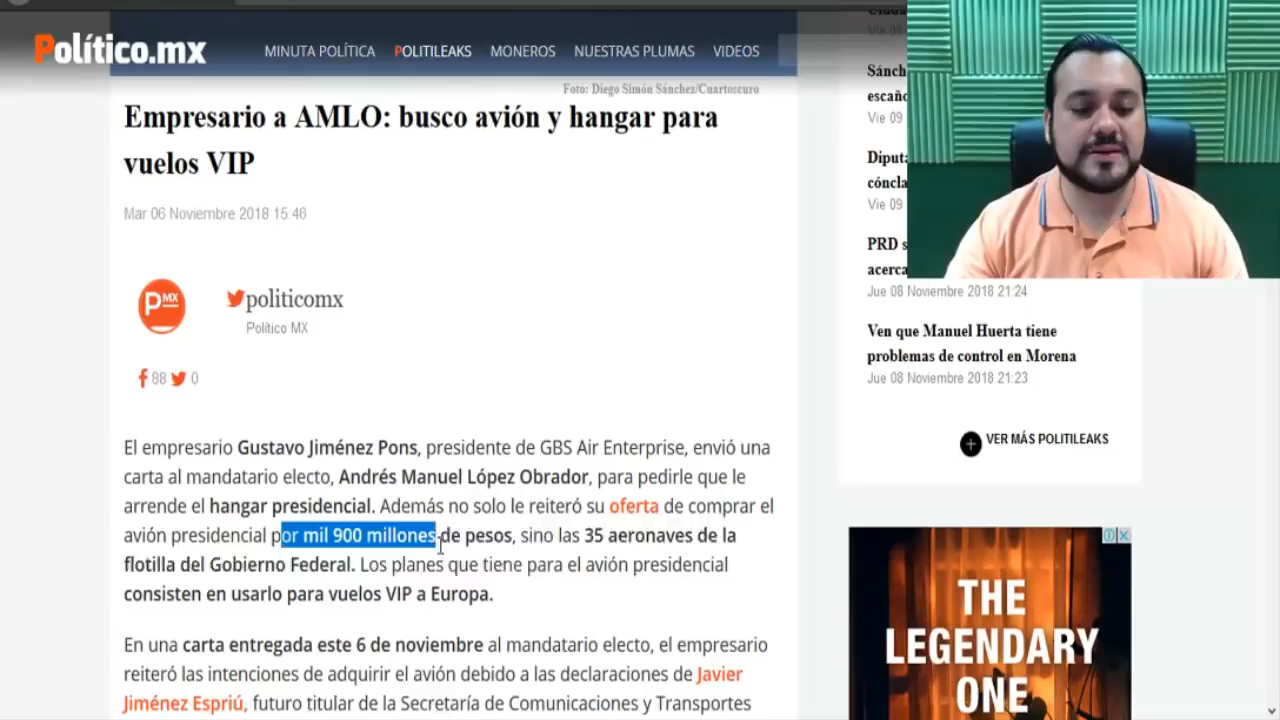 Político.mx
MINUTA POLÍTICA
POLITILEAKS
MONEROS
NUESTRAS PLUMAS
VIDEOS
Foto: Diego Simón Sánchez/Cuartoscuro
Empresario a AMLO: busco avión y hangar para
vuelos VIP
Mar 06 Noviembre 2018 15:46
P MX
politicomx
Político MX
88
0
El empresario Gustavo Jiménez Pons, presidente de GBS Air Enterprise, envió una
carta al mandatario electo, Andrés Manuel López Obrador, para pedirle que le
arrende el hangar presidencial. Además no solo le reiteró su oferta de comprar el
avión presidencial por mil 900 millones de pesos, sino las 35 aeronaves de la
flotilla del Gobierno Federal. Los planes que tiene para el avión presidencial
consisten en usarlo para vuelos VIP a Europa.
En una carta entregada este 6 de noviembre al mandatario electo, el empresario
reiteró las intenciones de adquirir el avión debido a las declaraciones de Javier
Jiménez Espriú, futuro titular de la Secretaría de Comunicaciones y Transportes
Vie 09
Sánch
españo
Vie 09
Diputa
cóncla
Vie 09
PRD s
acerca
Jue 08 Noviembre 2018 21:24
Ven que Manuel Huerta tiene
problemas de control en Morena
Jue 08 Noviembre 2018 21:23
VER MÁS POLITILEAKS
THE
LEGENDARY
ONE